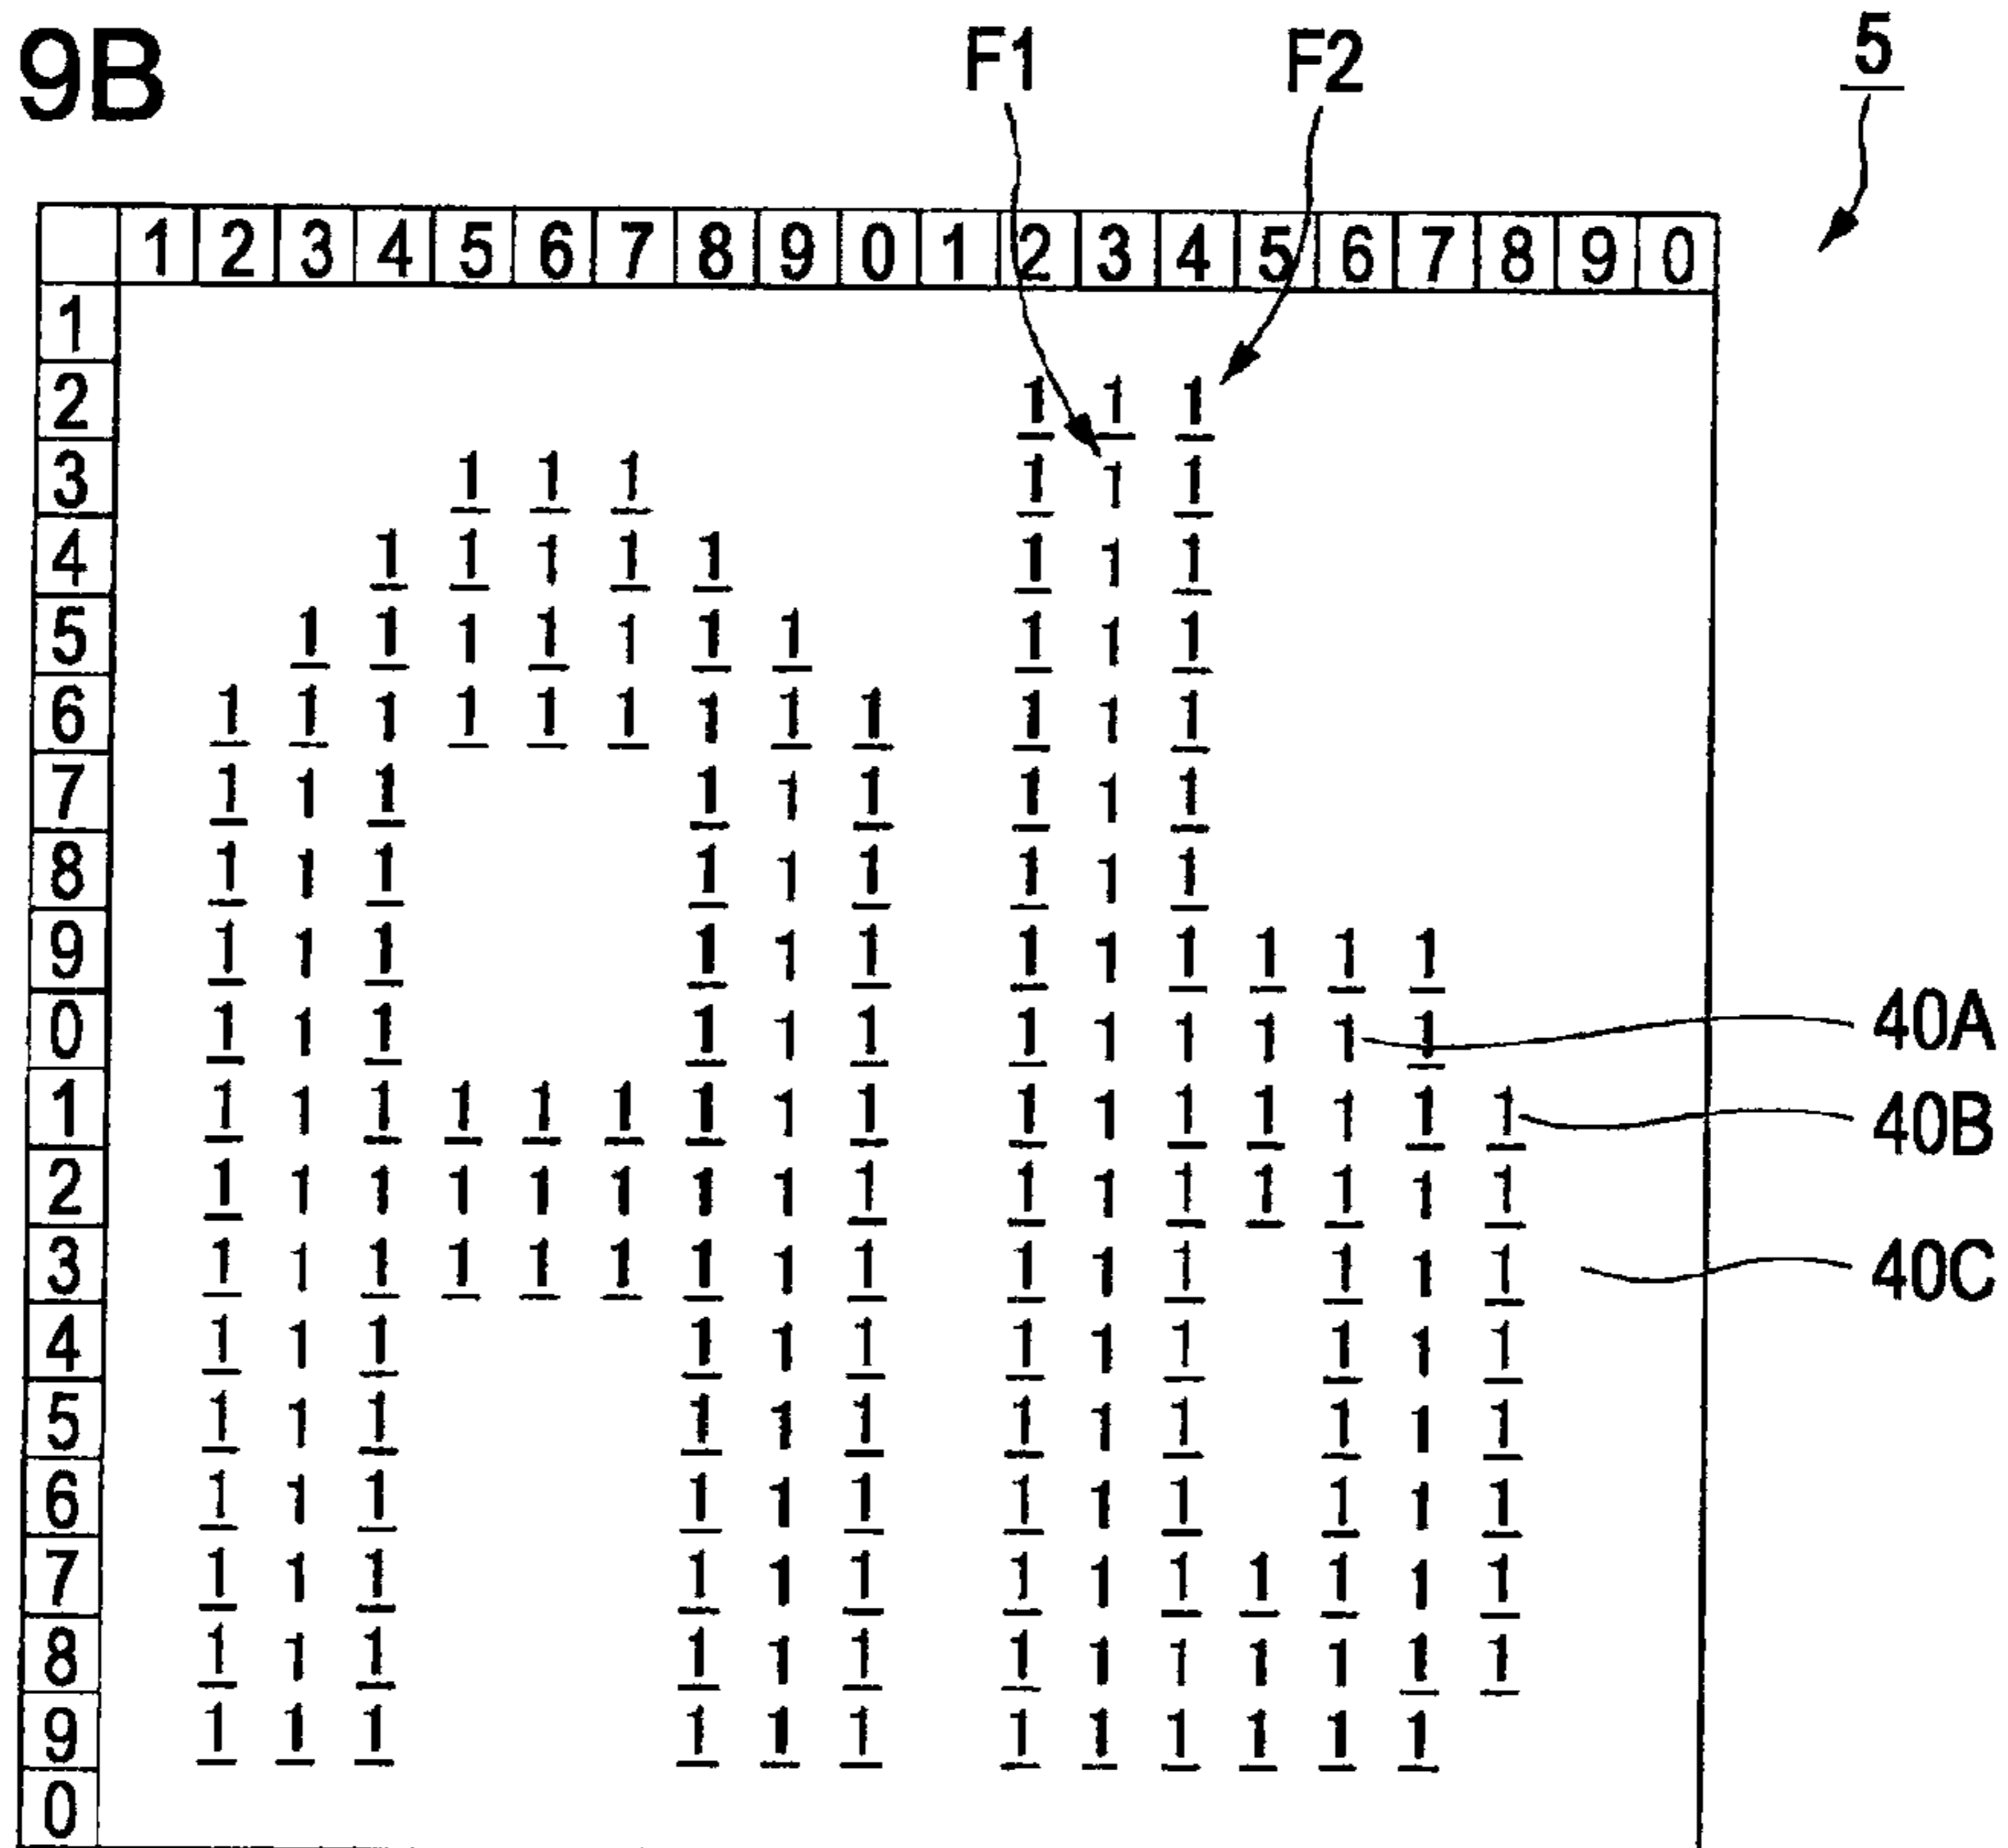 9B F1 F2 5
1 2 3 4 5 6 7 8 9 0 1 2 3 4 5 6 7 8 9 0
1
2 1 1 1
3 1 1 1 1 1 1
4 1 1 1 1 1 1 1 1
5 1 1 1 1 1 1 1 1 1 1
6 1 1 1 1 1 1 1 1 1 1 1 1
7 1 1 1 1 1 1 1 1 1
8 1 1 1 1 1 1 1 1 1
9 1 1 1 1 1 1 1 1 1 1 1 1
0 1 1 1 1 1 1 1 1 1 1 1 1 40A
1 1 1 1 1 1 1 1 1 1 1 1 1 1 1 1 1 40B
2 1 1 1 1 1 1 1 1 1 1 1 1 1 1 1 1
3 1 1 1 1 1 1 1 1 1 1 1 1 1 1 1 40C
4 1 1 1 1 1 1 1 1 1 1 1 1
5 1 1 1 1 1 1 1 1 1 1 1 1
6 1 1 1 1 1 1 1 1 1 1 1 1
7 1 1 1 1 1 1 1 1 1 1 1 1 1
8 1 1 1 1 1 1 1 1 1 1 1 1 1
9 1 1 1 1 1 1 1 1 1 1 1 1
0